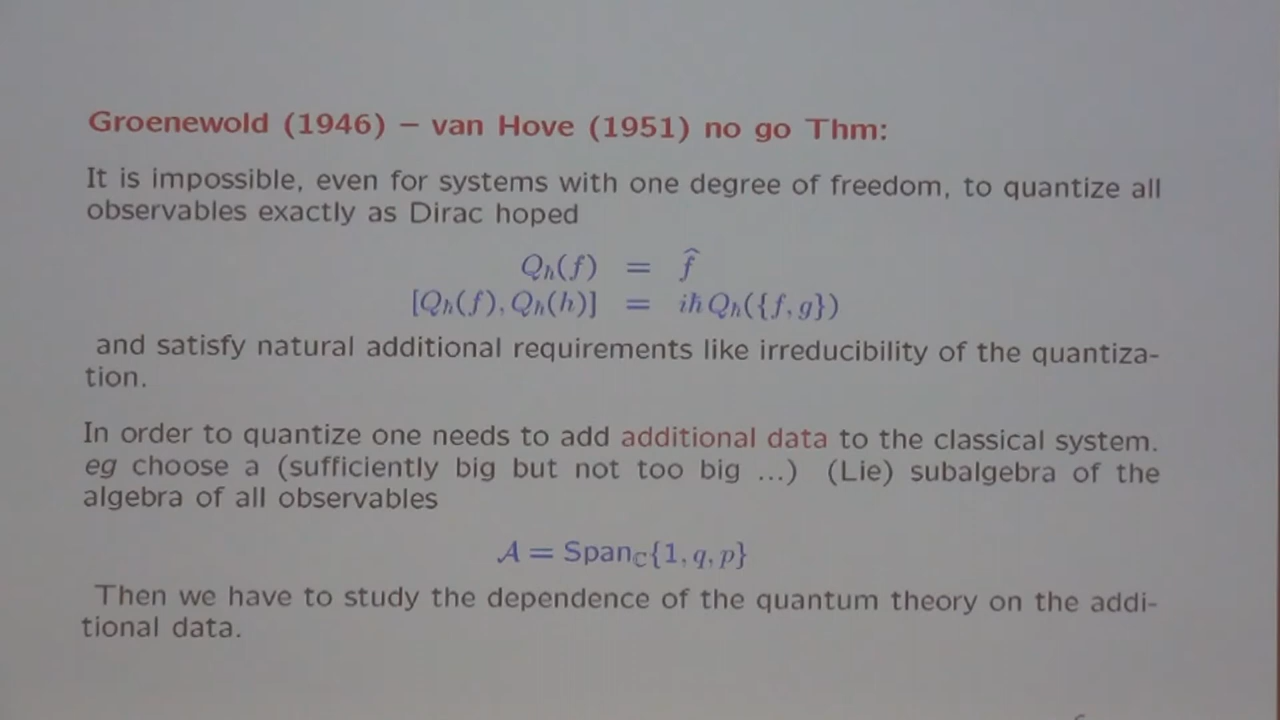 Groenewold (1946) – van Hove (1951) no go Thm:
It is impossible, even for systems with one degree of freedom, to quantize all
observables exactly as Dirac hoped
Qℏ(f) = f̂
[Qℏ(f), Qℏ(h)] = iℏQℏ({f, g})
and satisfy natural additional requirements like irreducibility of the quantiza-
tion.
In order to quantize one needs to add additional data to the classical system.
eg choose a (sufficiently big but not too big ...) (Lie) subalgebra of the
algebra of all observables
𝒜 = Spanℂ{1, q, p}
Then we have to study the dependence of the quantum theory on the addi-
tional data.